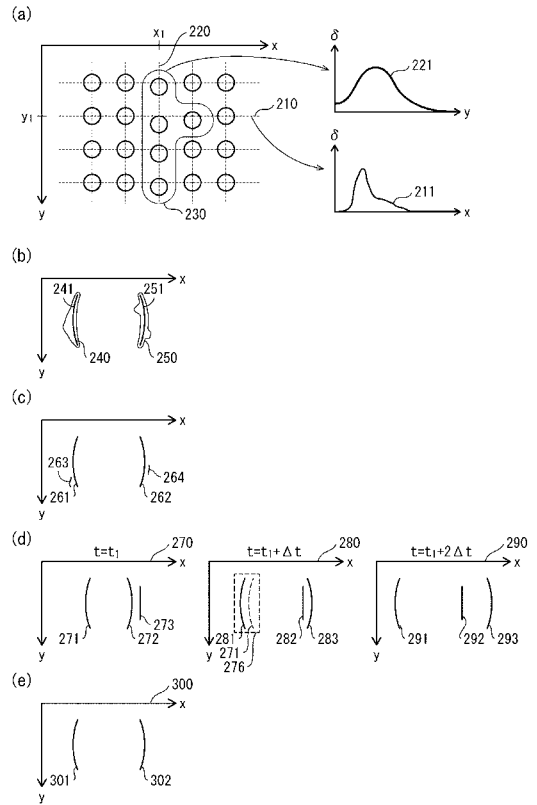 (a)
x₁ 220 x
δ
221
y
y₁
210
δ
211
x
y
230
(b)
x
241 251
240 250
y
(c)
x
263 264
261 262
y
(d)
t=t₁ 270 t=t₁+Δt 280 t=t₁+2Δt 290
x x x
273
271 272 281 282 283 291 292 293
271
276
y y y
(e)
300
x
301 302
y